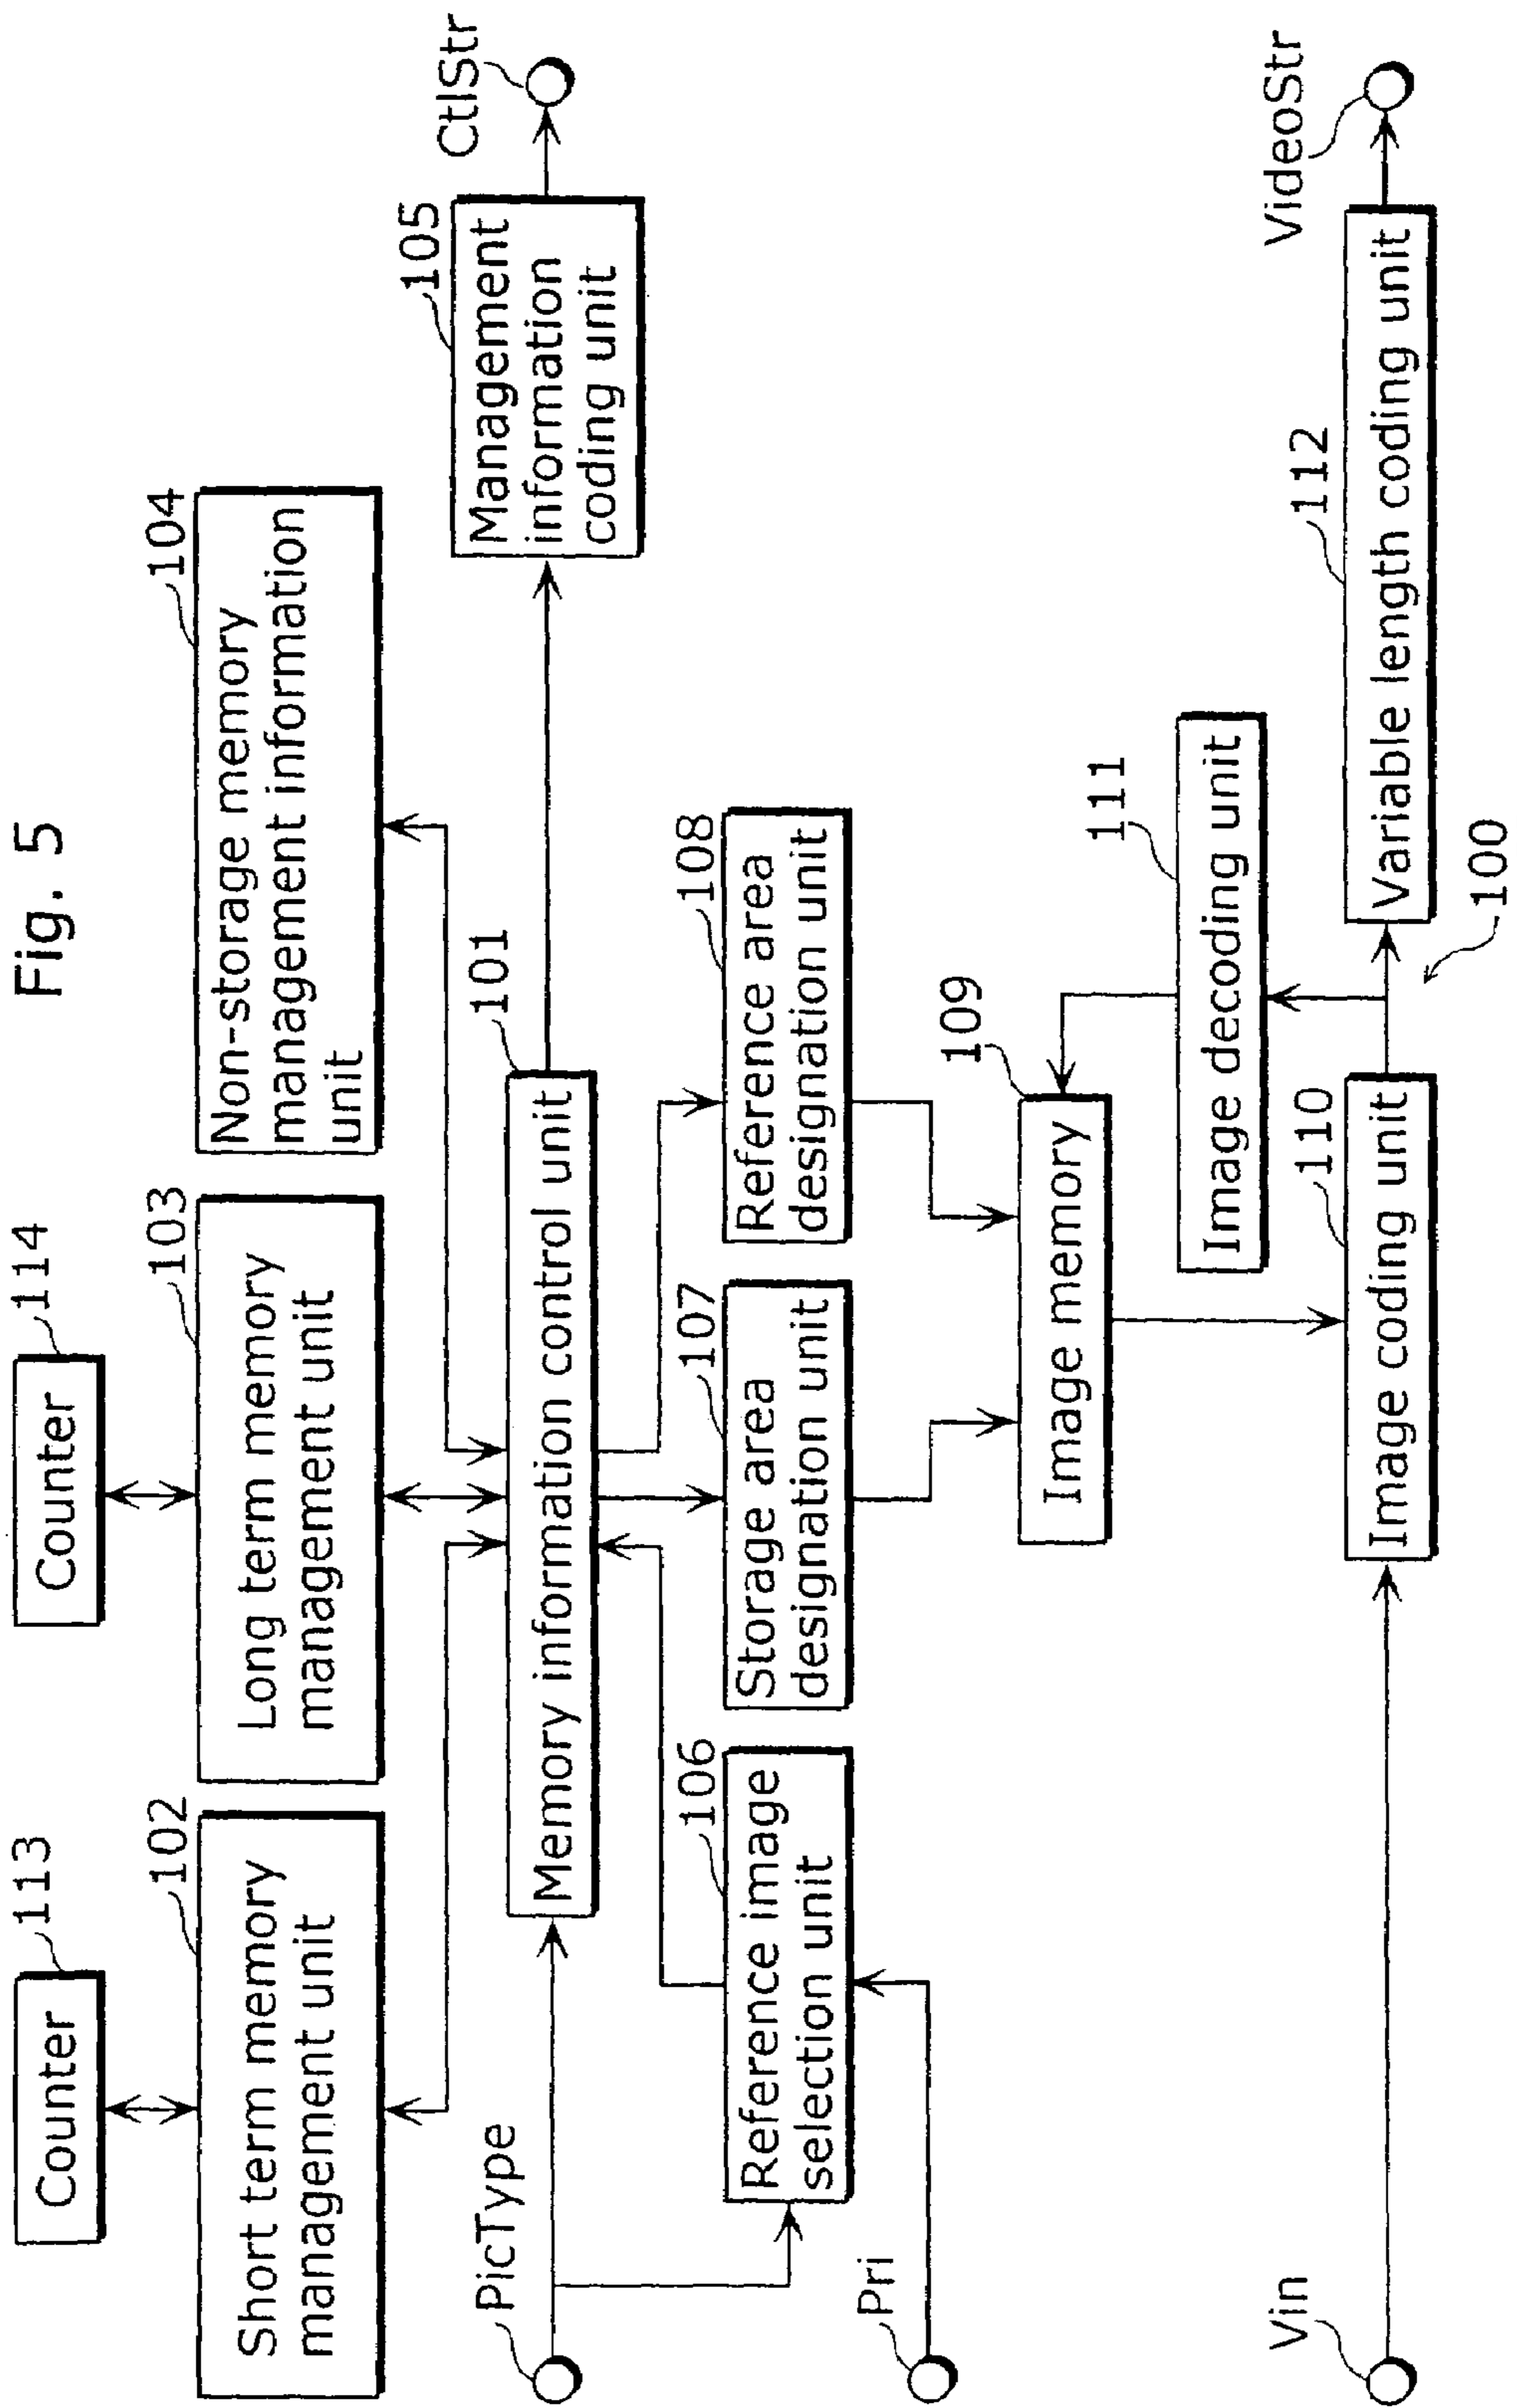 Fig. 5
113
Counter
114
Counter
102
Short term memory
management unit
103
Long term memory
management unit
104
Non-storage memory
management information
unit
PicType
101
Memory information control unit
105
Management
information
coding unit
CtlStr
106
Reference image
selection unit
107
Storage area
designation unit
108
Reference area
designation unit
Pri
109
Image memory
111
Image decoding unit
Vin
110
Image coding unit
112
Variable length coding unit
VideoStr
100